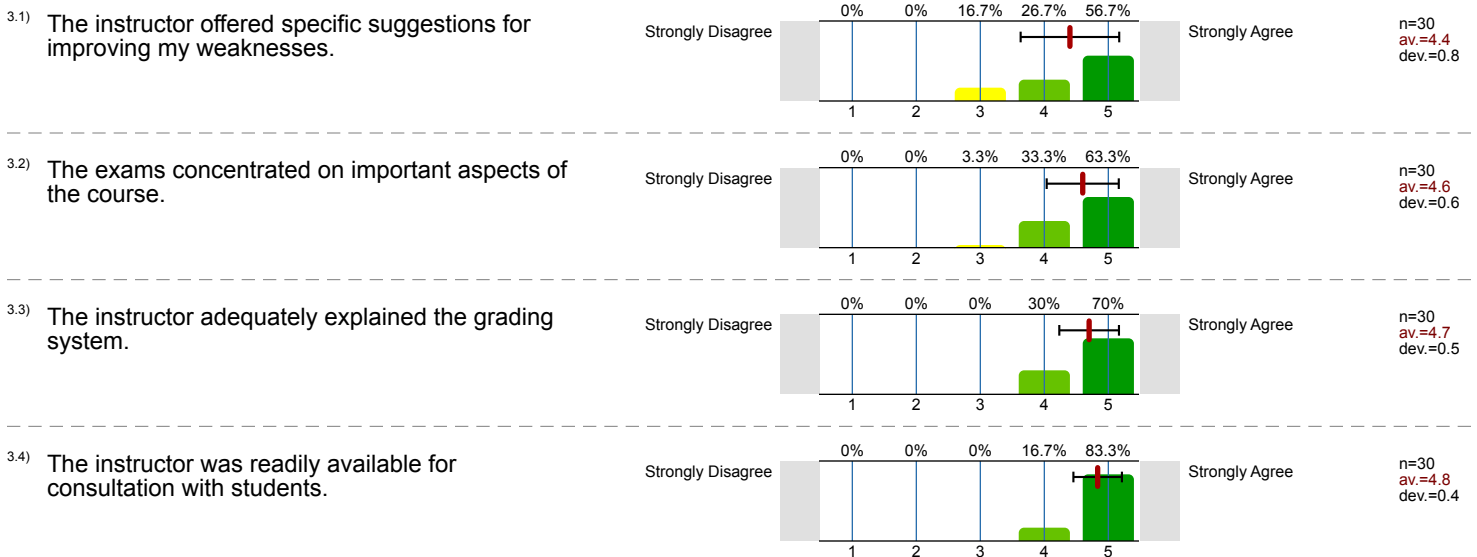 3.1) The instructor offered specific suggestions for
improving my weaknesses.
Strongly Disagree
0% 0% 16.7% 26.7% 56.7%
1 2 3 4 5
Strongly Agree
n=30
av.=4.4
dev.=0.8
3.2) The exams concentrated on important aspects of
the course.
Strongly Disagree
0% 0% 3.3% 33.3% 63.3%
1 2 3 4 5
Strongly Agree
n=30
av.=4.6
dev.=0.6
3.3) The instructor adequately explained the grading
system.
Strongly Disagree
0% 0% 0% 30% 70%
1 2 3 4 5
Strongly Agree
n=30
av.=4.7
dev.=0.5
3.4) The instructor was readily available for
consultation with students.
Strongly Disagree
0% 0% 0% 16.7% 83.3%
1 2 3 4 5
Strongly Agree
n=30
av.=4.8
dev.=0.4